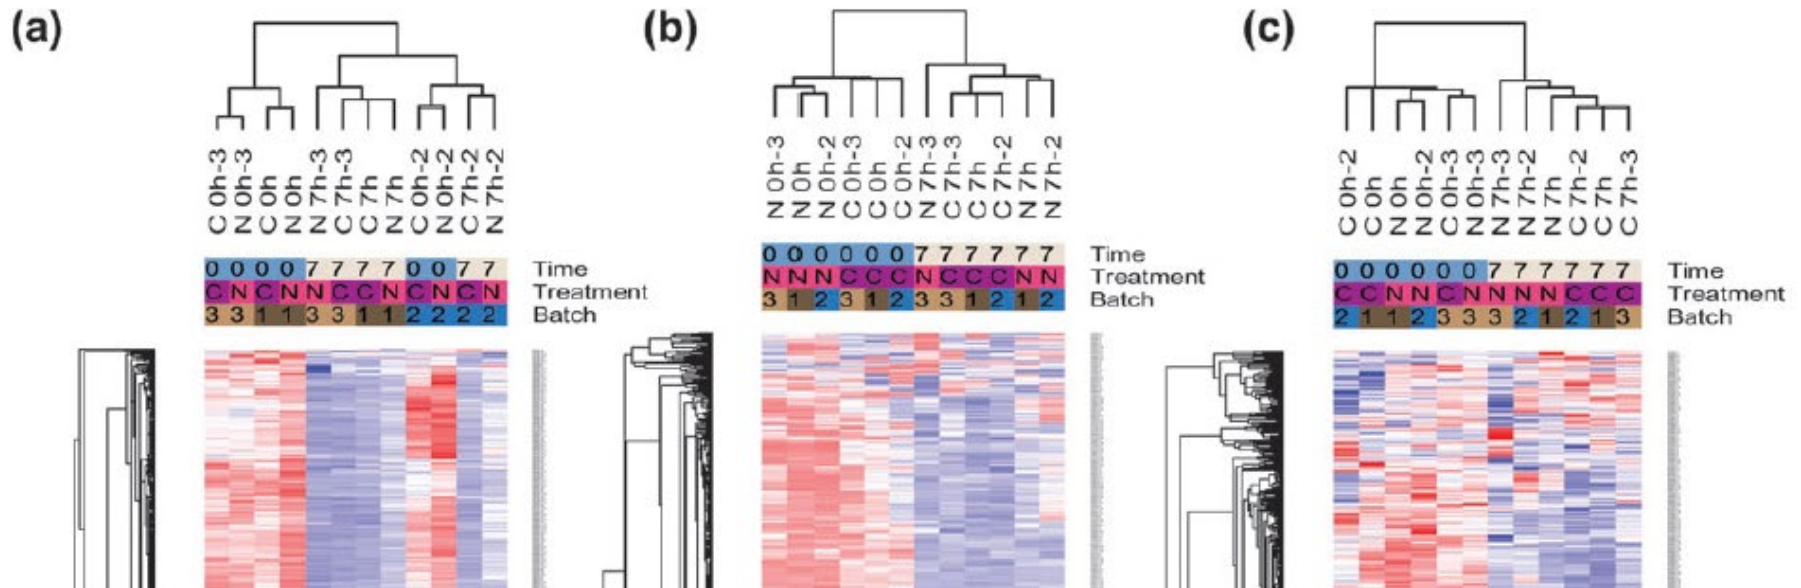 (a)
C 0h-3
N 0h-3
C 0h
N 0h
N 7h-3
C 7h-3
C 7h
N 7h
C 0h-2
N 0h-2
C 7h-2
N 7h-2
0 0 0 0 7 7 7 7 0 0 7 7 Time
C N C N N C C N C N C N Treatment
3 3 1 1 3 3 1 1 2 2 2 2 Batch
(b)
N 0h-3
N 0h
N 0h-2
C 0h-3
C 0h
C 0h-2
N 7h-3
C 7h-3
C 7h
C 7h-2
N 7h
N 7h-2
0 0 0 0 0 0 7 7 7 7 7 7 Time
N N N C C C N C C C N N Treatment
3 1 2 3 1 2 3 3 1 2 1 2 Batch
(c)
C 0h-2
C 0h
N 0h
N 0h-2
C 0h-3
N 0h-3
N 7h-3
N 7h-2
N 7h
C 7h-2
C 7h
C 7h-3
0 0 0 0 0 0 7 7 7 7 7 7 Time
C C N N C N N N N C C C Treatment
2 1 1 2 3 3 3 2 1 2 1 3 Batch